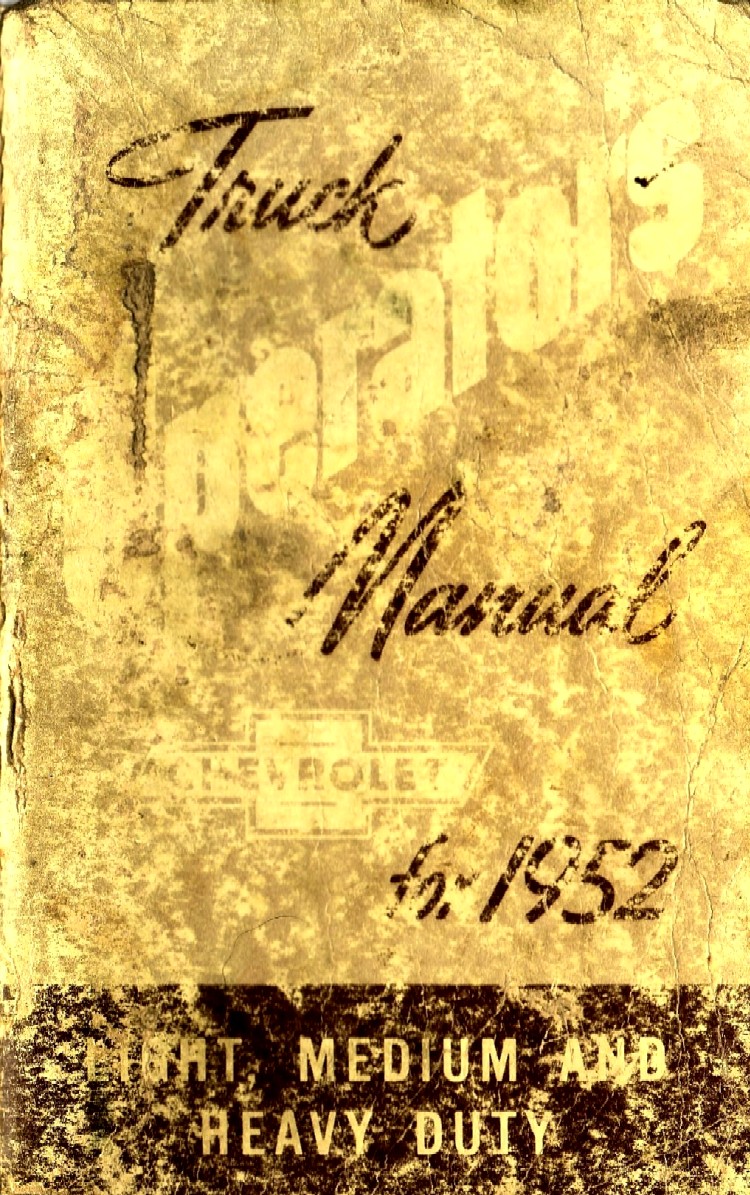 Truck
Operator's
Manual
CHEVROLET
for 1952
LIGHT, MEDIUM AND
HEAVY DUTY